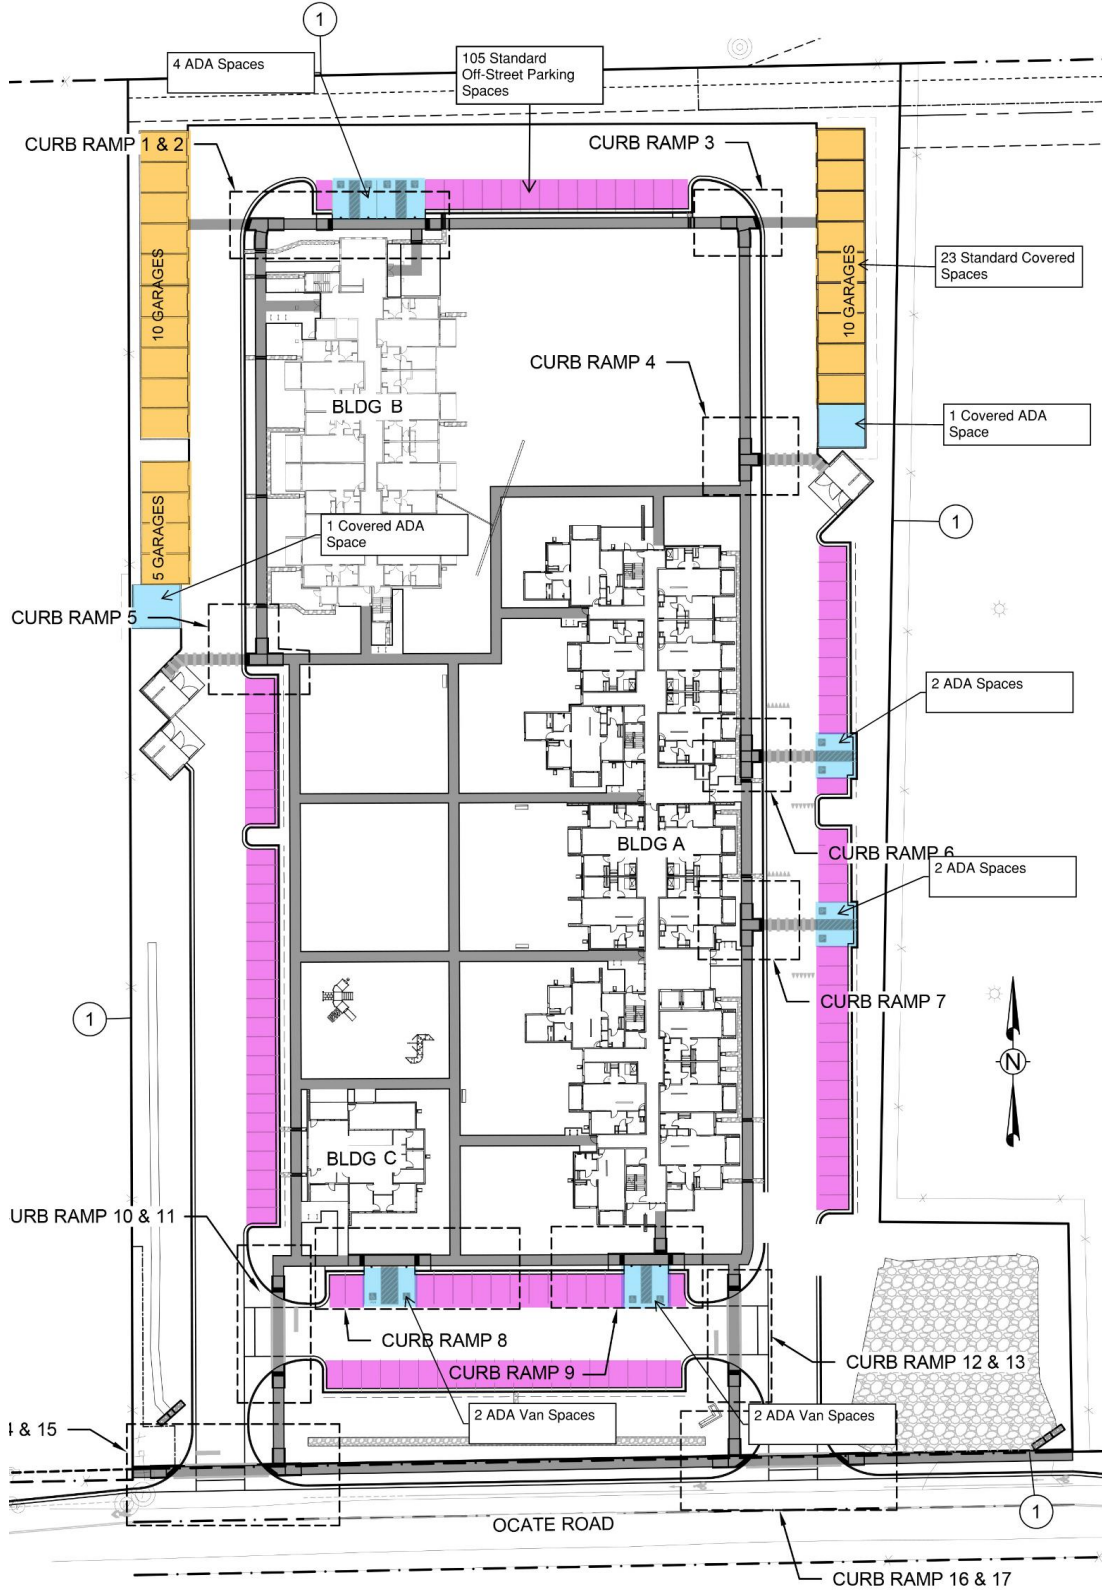 1
4 ADA Spaces
105 Standard
Off-Street Parking
Spaces
CURB RAMP 1 & 2
CURB RAMP 3
10 GARAGES
10 GARAGES
23 Standard Covered
Spaces
CURB RAMP 4
BLDG B
1 Covered ADA
Space
5 GARAGES
1 Covered ADA
Space
1
CURB RAMP 5
2 ADA Spaces
BLDG A
CURB RAMP 6
2 ADA Spaces
CURB RAMP 7
1
N
BLDG C
URB RAMP 10 & 11
CURB RAMP 8
CURB RAMP 9
CURB RAMP 12 & 13
2 ADA Van Spaces
2 ADA Van Spaces
& 15
1
OCATE ROAD
CURB RAMP 16 & 17